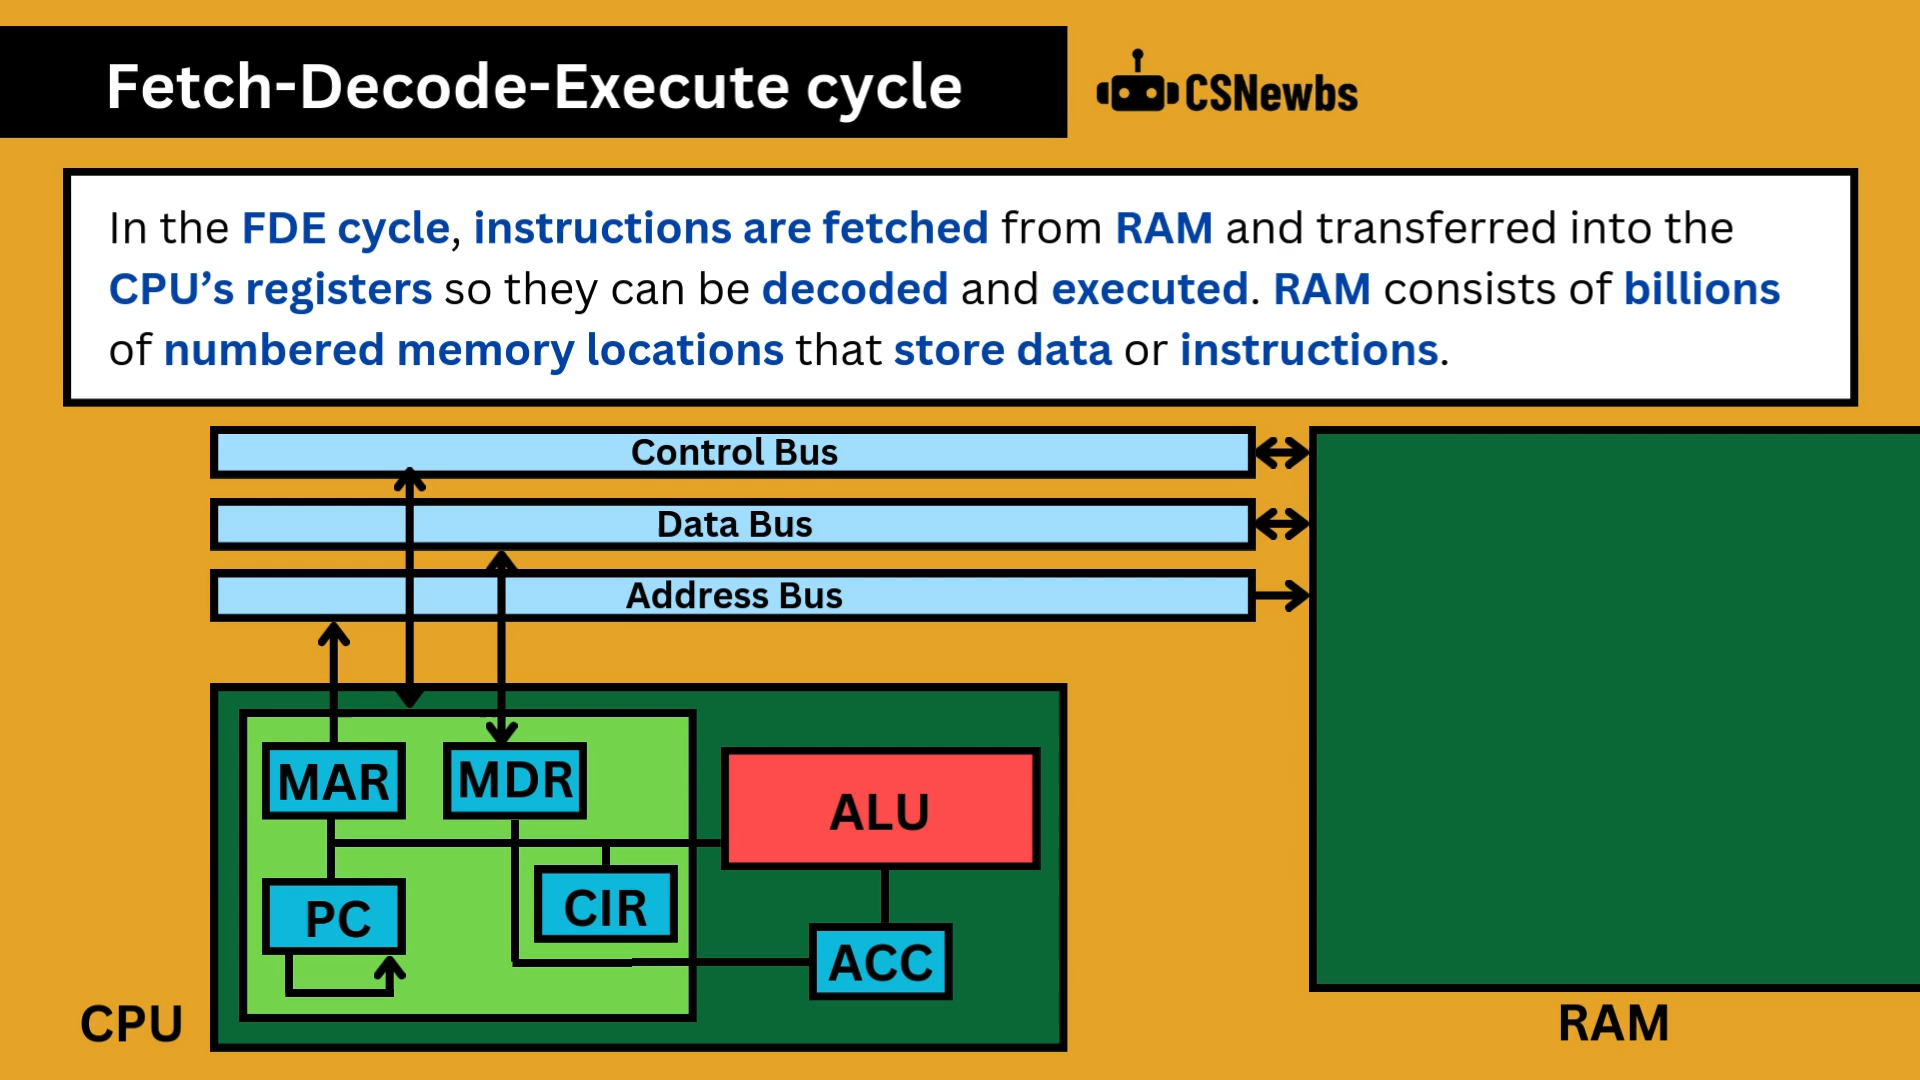 Fetch-Decode-Execute cycle
CSNewbs
In the FDE cycle, instructions are fetched from RAM and transferred into the
CPU’s registers so they can be decoded and executed. RAM consists of billions
of numbered memory locations that store data or instructions.
Control Bus
Data Bus
Address Bus
MAR
MDR
ALU
PC
CIR
ACC
CPU
RAM